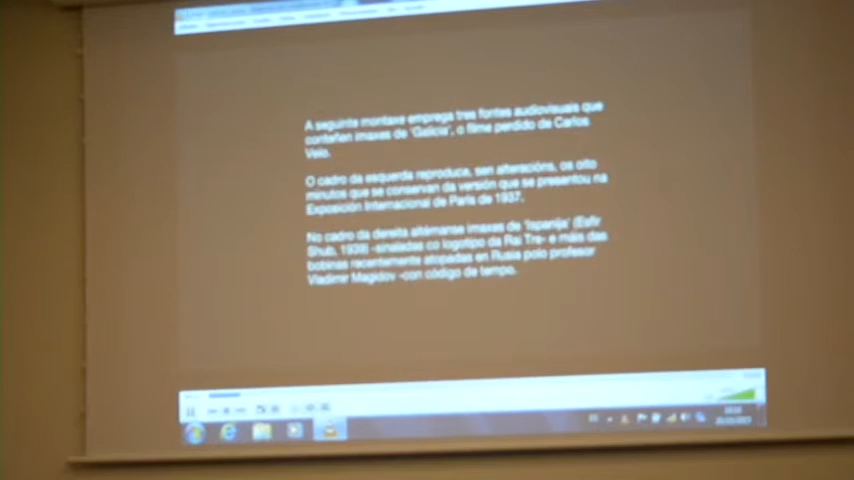 A seguinte montaxe emprega tres fontes audiovisuais que
conteñen imaxes de 'Galicia', o filme perdido de Carlos
Velo.
O cadro da esquerda reproduce, sen alteracións, os oito
minutos que se conservan da versión que se presentou na
Exposición Internacional de París de 1937.
No cadro da dereita altérnanse imaxes de 'Ispanija' (Esfir
Shub, 1939) -sinaladas co logotipo da Rai Tre- e máis das
bobinas recentemente atopadas en Rusia polo profesor
Vladimir Magidov -con código de tempo.